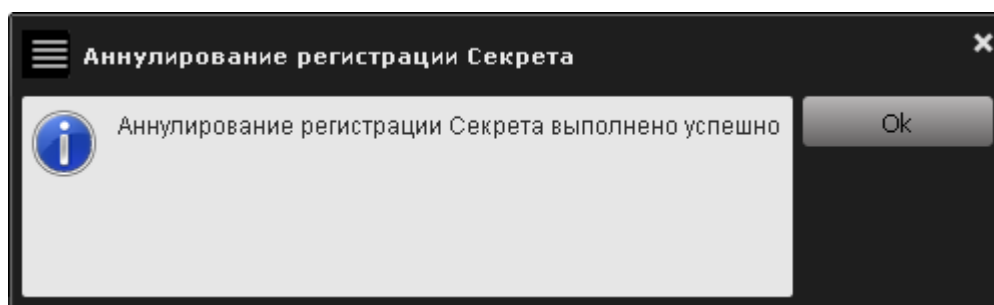 Аннулирование регистрации Секрета
Аннулирование регистрации Секрета выполнено успешно
Ok